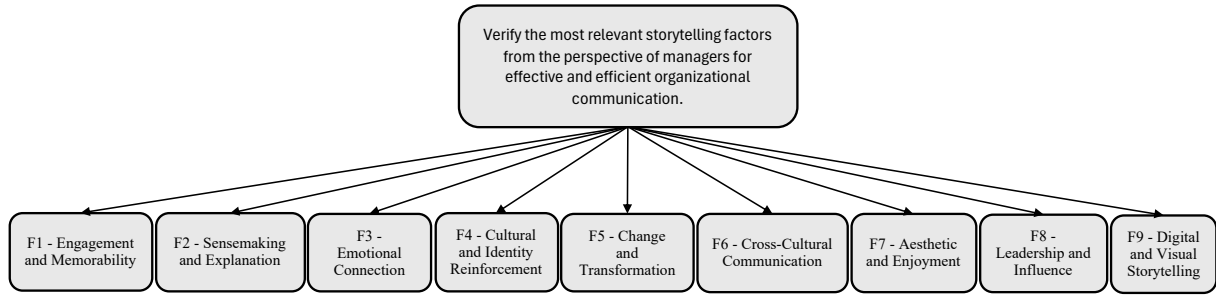 Verify the most relevant storytelling factors
from the perspective of managers for
effective and efficient organizational
communication.
F1 - Engagement
and Memorability
F2 - Sensemaking
and Explanation
F3 -
Emotional
Connection
F4 - Cultural
and Identity
Reinforcement
F5 - Change
and
Transformation
F6 - Cross-Cultural
Communication
F7 - Aesthetic
and Enjoyment
F8 -
Leadership and
Influence
F9 - Digital
and Visual
Storytelling